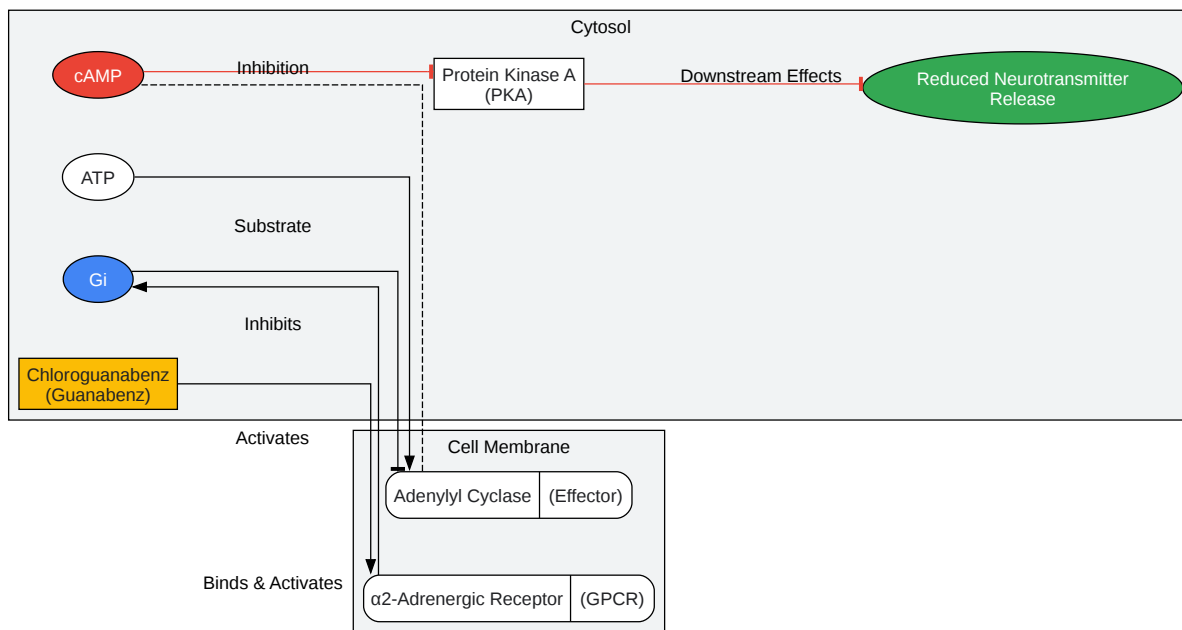 Cytosol
cAMP
Inhibition
Protein Kinase A
(PKA)
Downstream Effects
Reduced Neurotransmitter
Release
ATP
Substrate
Gi
Inhibits
Chloroguanabenz
(Guanabenz)
Activates
Cell Membrane
Adenylyl Cyclase
(Effector)
Binds & Activates
α2-Adrenergic Receptor
(GPCR)